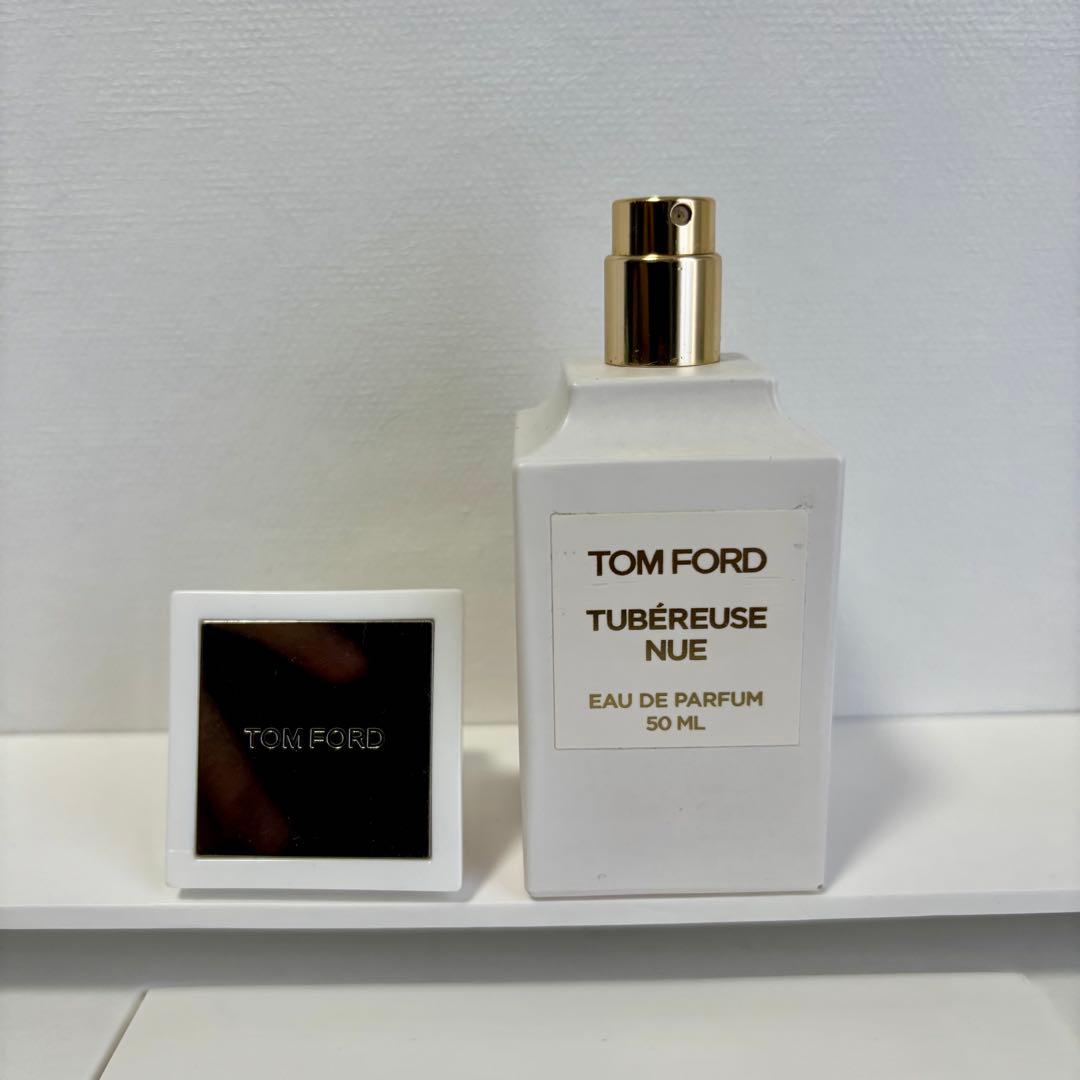 TOM FORD
TOM FORD
TUBÉREUSE
NUE
EAU DE PARFUM
50 ML